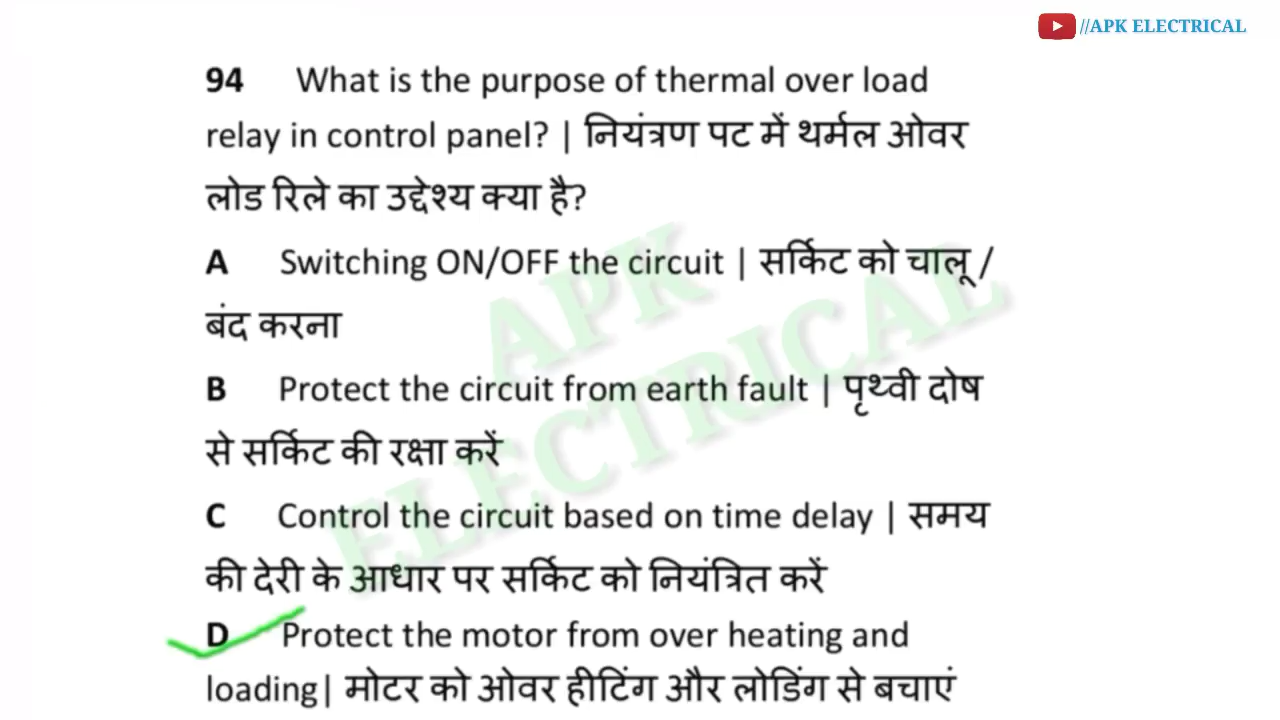 //APK ELECTRICAL
94 What is the purpose of thermal over load
relay in control panel? | नियंत्रण पट में थर्मल ओवर
लोड रिले का उद्देश्य क्या है?
A Switching ON/OFF the circuit | सर्किट को चालू /
बंद करना
B Protect the circuit from earth fault | पृथ्वी दोष
से सर्किट की रक्षा करें
C Control the circuit based on time delay | समय
की देरी के आधार पर सर्किट को नियंत्रित करें
D Protect the motor from over heating and
loading| मोटर को ओवर हीटिंग और लोडिंग से बचाएं
APK
ELECTRICAL